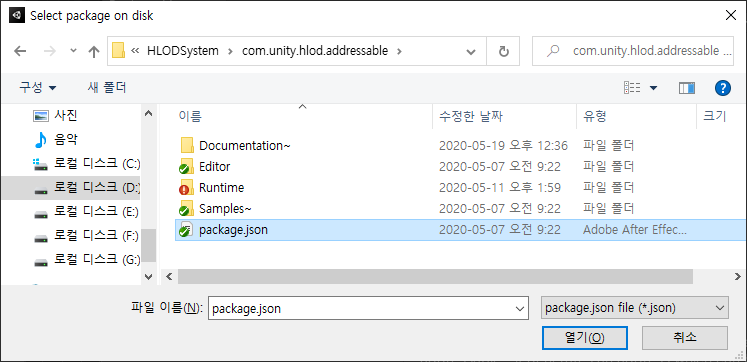 Select package on disk
« HLODSystem › com.unity.hlod.addressable ›
com.unity.hlod.addressable ...
구성 새 폴더
이름 수정한 날짜 유형 크기
사진
음악
로컬 디스크 (C:)
로컬 디스크 (D:)
로컬 디스크 (E:)
로컬 디스크 (F:)
로컬 디스크 (G:)
Documentation~ 2020-05-19 오후 12:36 파일 폴더
Editor 2020-05-07 오전 9:22 파일 폴더
Runtime 2020-05-11 오후 1:59 파일 폴더
Samples~ 2020-05-07 오전 9:22 파일 폴더
package.json 2020-05-07 오전 9:22 Adobe After Effec...
파일 이름(N): package.json package.json file (*.json)
열기(O) 취소